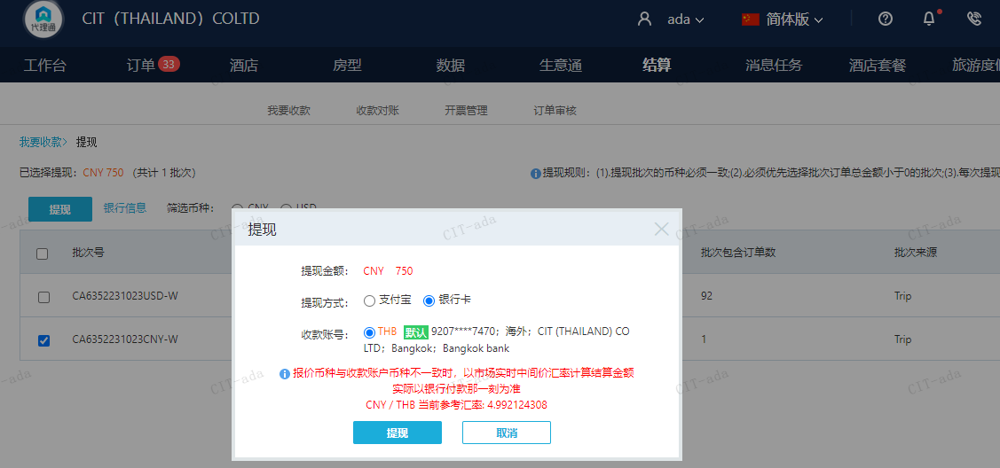 代理通
CIT（THAILAND）COLTD
ada
简体版
工作台
订单 33
酒店
房型
数据
生意通
结算
消息任务
酒店套餐
旅游度假
我要收款
收款对账
开票管理
订单审核
我要收款> 提现
已选择提现：CNY 750 （共计 1 批次）
提现规则：(1).提现批次的币种必须一致;(2).必须优先选择批次订单总金额小于0的批次;(3).每次提现
提现
银行信息
筛选币种：
CNY
USD
批次号
批次包含订单数
批次来源
CA6352231023USD-W
92
Trip
CA6352231023CNY-W
1
Trip
提现
提现金额： CNY 750
提现方式： 支付宝 银行卡
收款账号： THB 默认 9207****7470；海外；CIT (THAILAND) CO
LTD；Bangkok；Bangkok bank
报价币种与收款账户币种不一致时，以市场实时中间价汇率计算结算金额
实际以银行付款那一刻为准
CNY / THB 当前参考汇率: 4.992124308
提现
取消
CIT-ada
CIT-ada
CIT-ada
CIT-ada
CIT-ada
CIT-ada